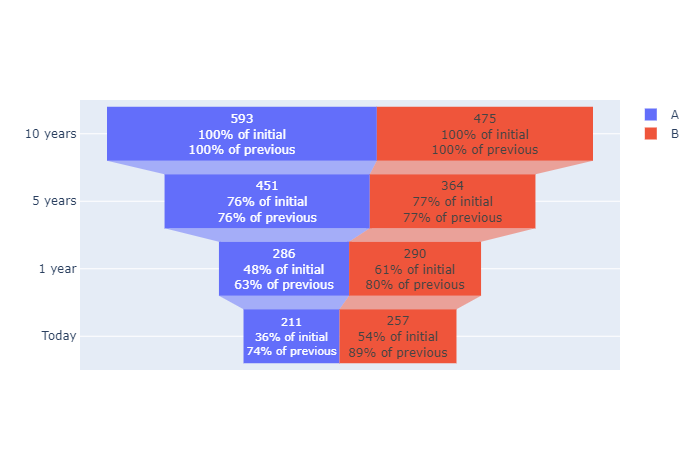 10 years
593
100% of initial
100% of previous
475
100% of initial
100% of previous
A
B
5 years
451
76% of initial
76% of previous
364
77% of initial
77% of previous
1 year
286
48% of initial
63% of previous
290
61% of initial
80% of previous
Today
211
36% of initial
74% of previous
257
54% of initial
89% of previous